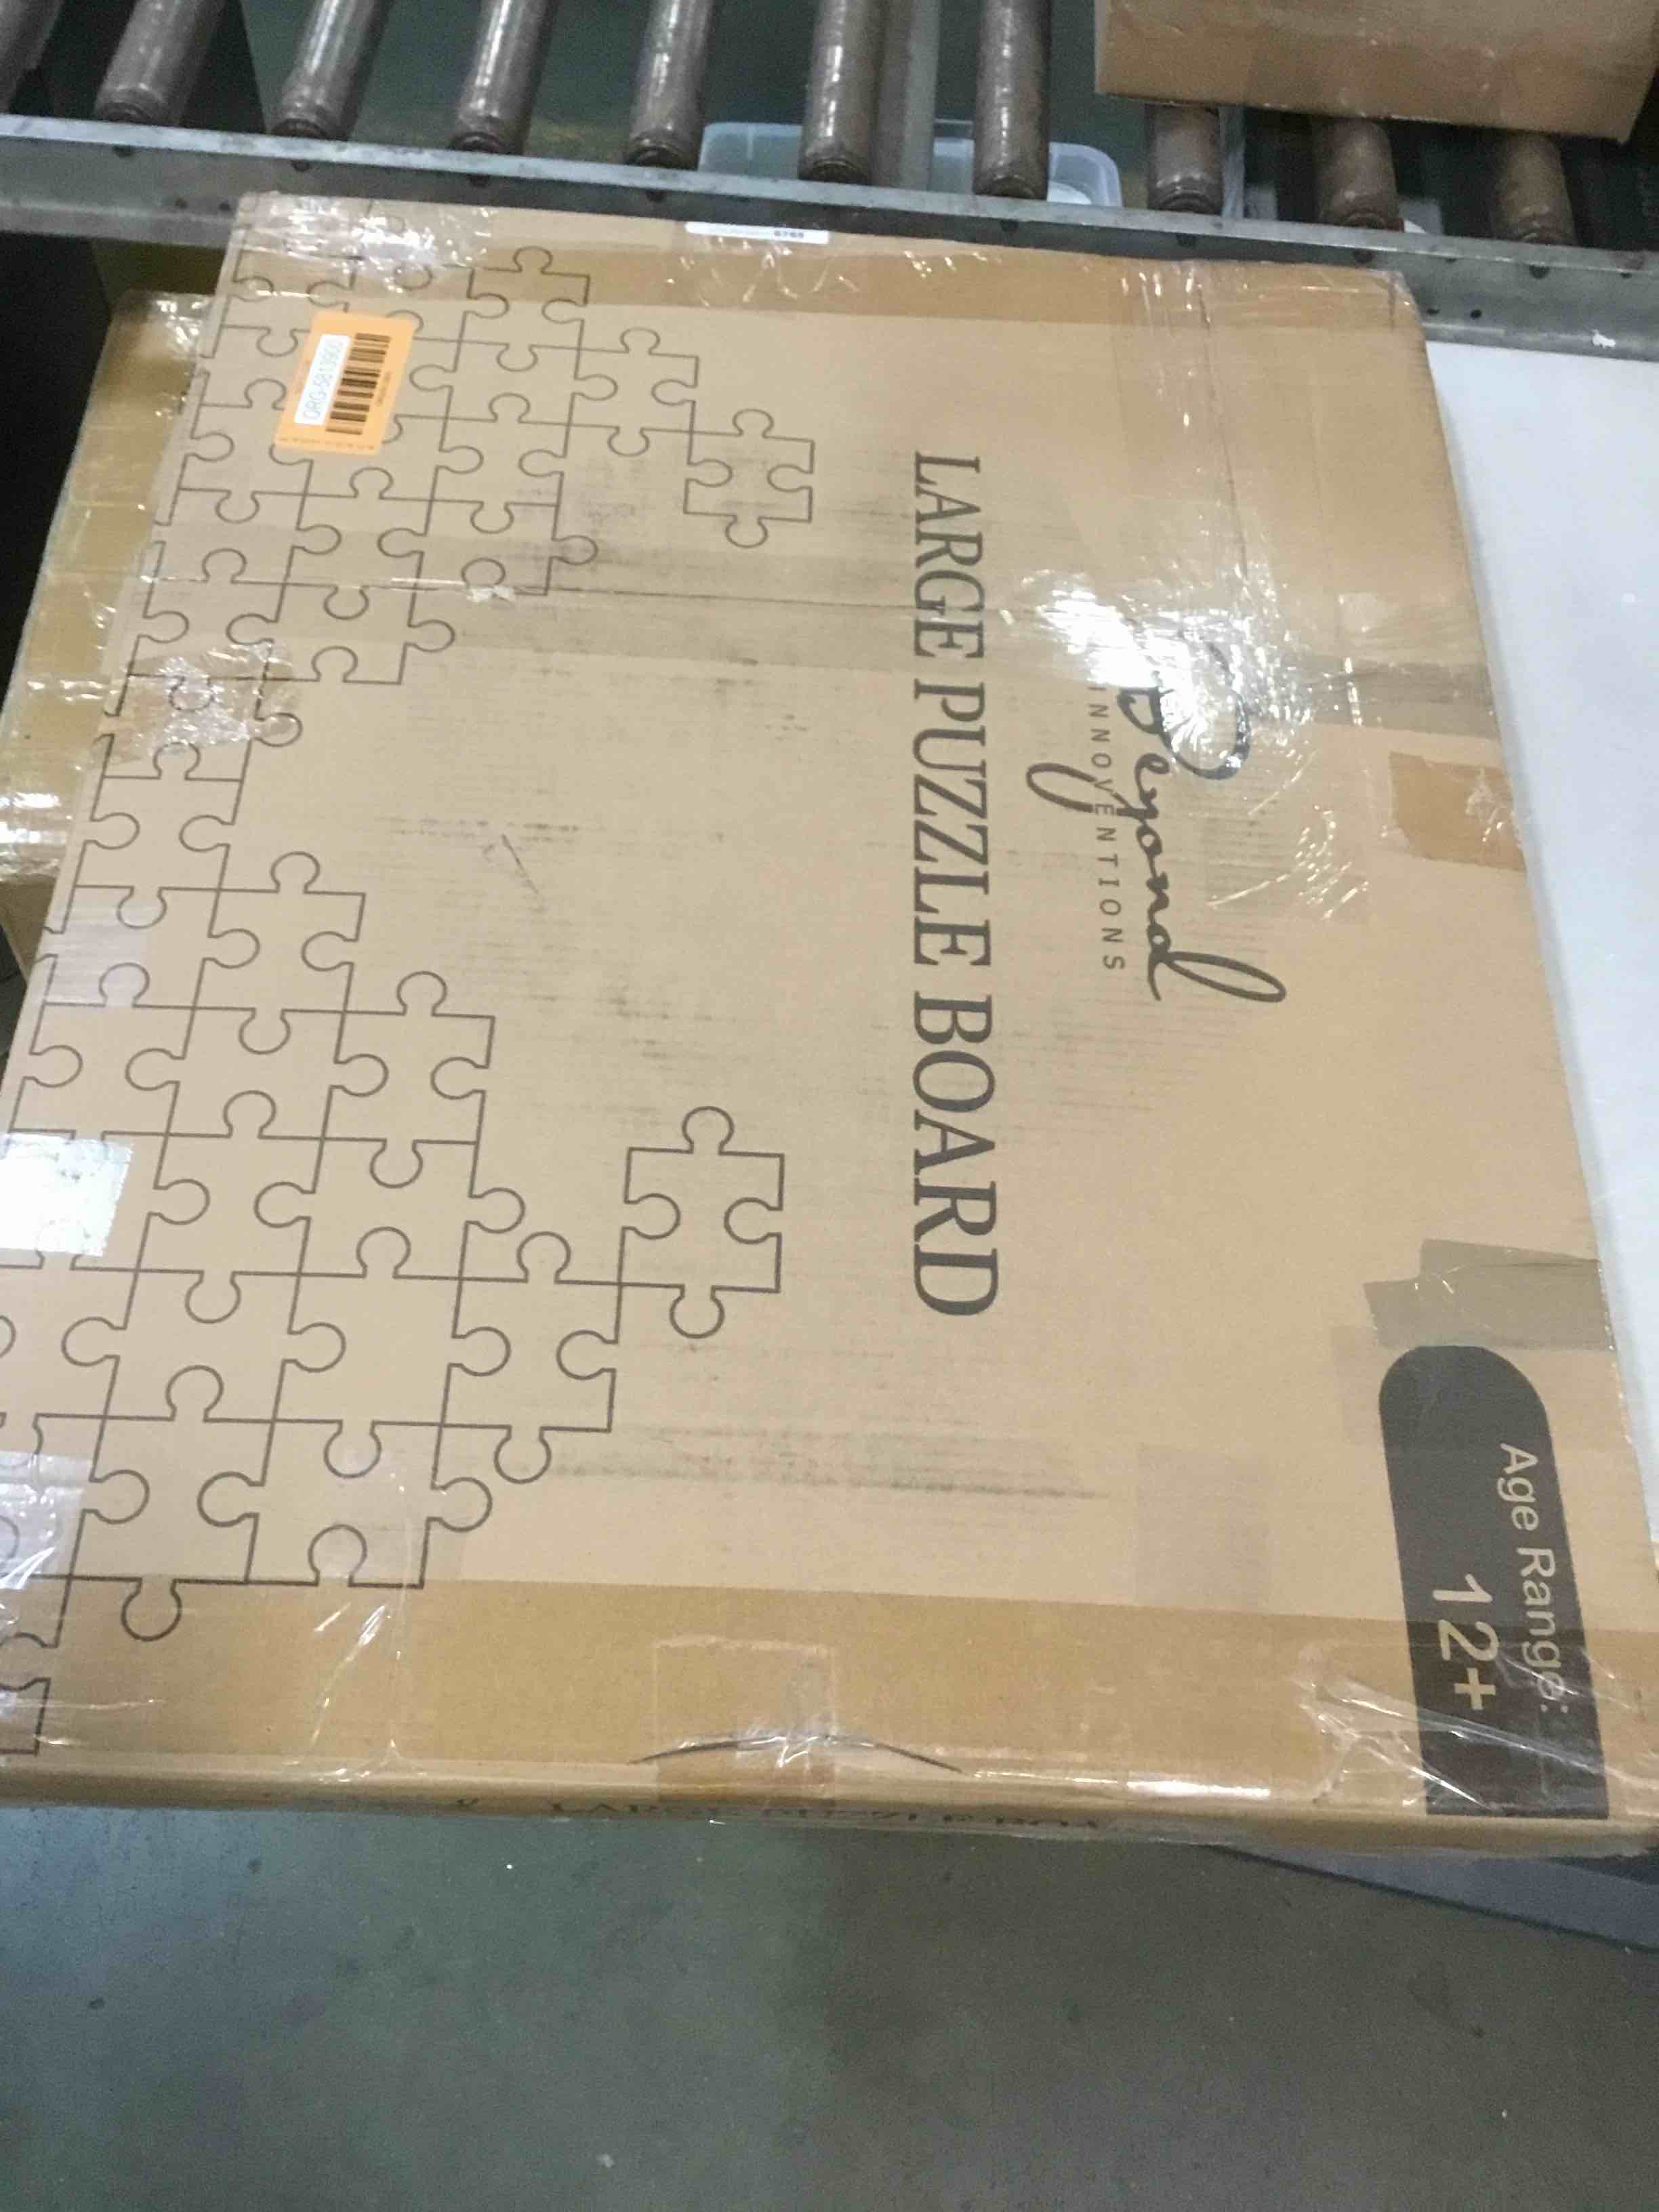 Beyond
INNOVENTIONS
LARGE PUZZLE BOARD
Age Range:
12+